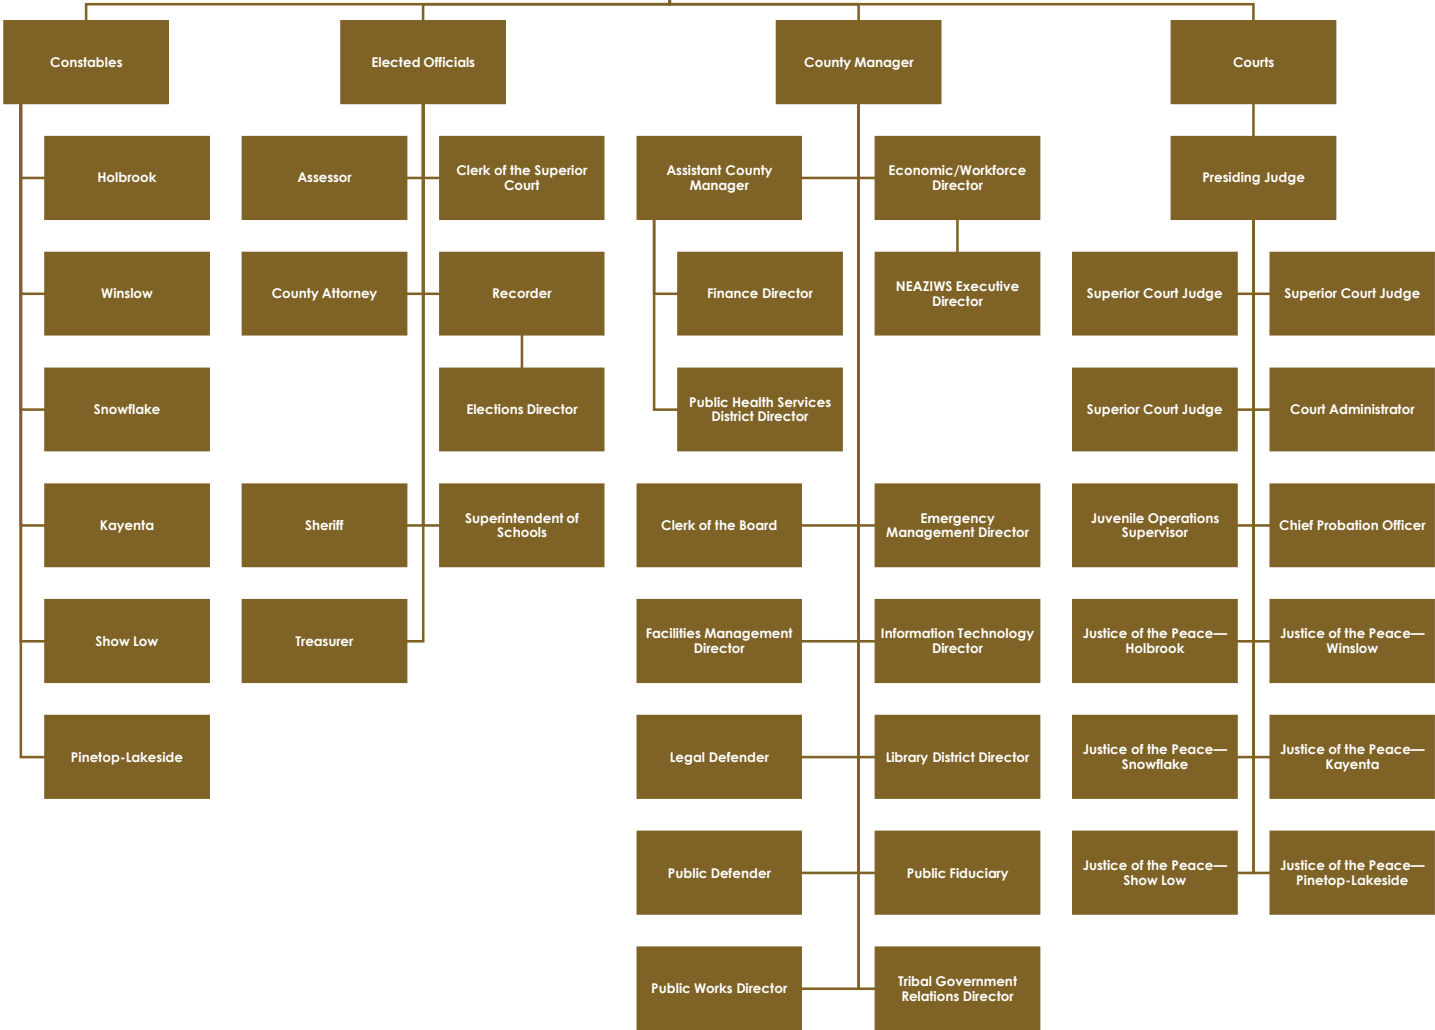 Constables
Elected Officials
County Manager
Courts
Holbrook
Winslow
Snowflake
Kayenta
Show Low
Pinetop-Lakeside
Assessor
Clerk of the Superior
Court
County Attorney
Recorder
Elections Director
Sheriff
Superintendent of
Schools
Treasurer
Assistant County
Manager
Economic/Workforce
Director
Finance Director
NEAZIWS Executive
Director
Public Health Services
District Director
Clerk of the Board
Emergency
Management Director
Facilities Management
Director
Information Technology
Director
Legal Defender
Library District Director
Public Defender
Public Fiduciary
Public Works Director
Tribal Government
Relations Director
Presiding Judge
Superior Court Judge
Superior Court Judge
Superior Court Judge
Court Administrator
Juvenile Operations
Supervisor
Chief Probation Officer
Justice of the Peace—
Holbrook
Justice of the Peace—
Winslow
Justice of the Peace—
Snowflake
Justice of the Peace—
Kayenta
Justice of the Peace—
Show Low
Justice of the Peace—
Pinetop-Lakeside